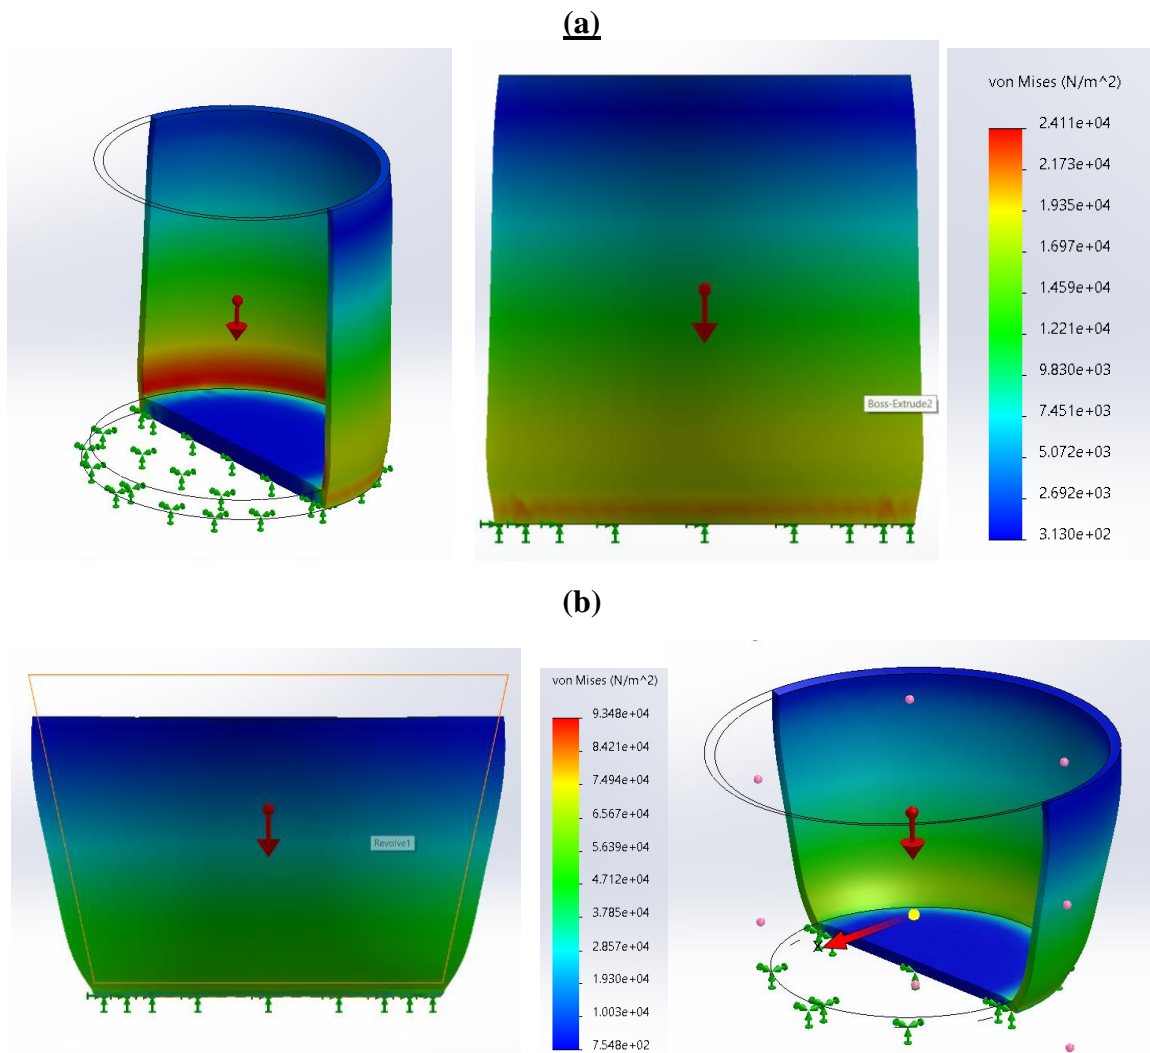 (a)
von Mises (N/m^2)
2.411e+04
2.173e+04
1.935e+04
1.697e+04
1.459e+04
1.221e+04
9.830e+03
7.451e+03
5.072e+03
2.692e+03
3.130e+02
Boss-Extrude2
(b)
von Mises (N/m^2)
9.348e+04
8.421e+04
7.494e+04
6.567e+04
5.639e+04
4.712e+04
3.785e+04
2.857e+04
1.930e+04
1.003e+04
7.548e+02
Revolve1
X